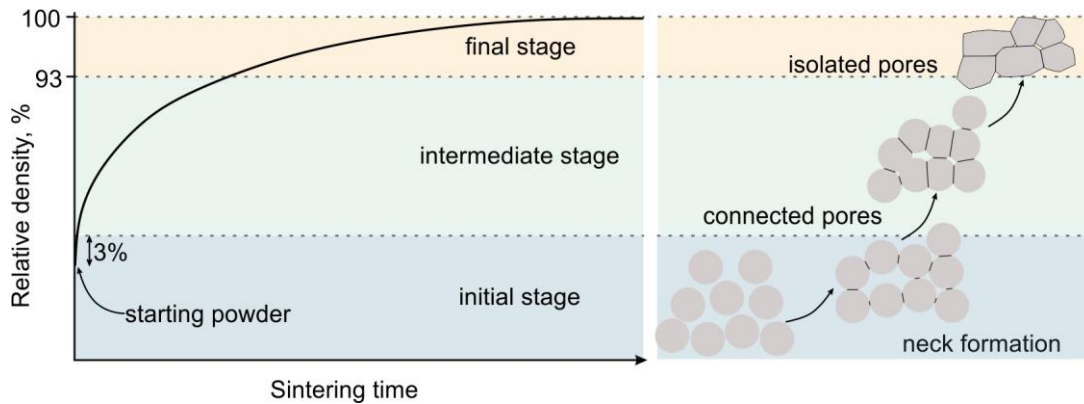 100
93
Relative density, %
final stage
intermediate stage
3%
initial stage
starting powder
Sintering time
isolated pores
connected pores
neck formation